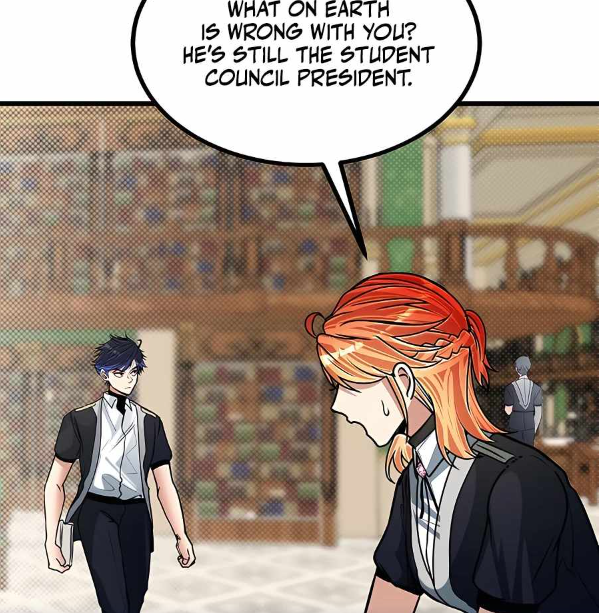 WHAT ON EARTH
IS WRONG WITH YOU?
HE'S STILL THE STUDENT
COUNCIL PRESIDENT.